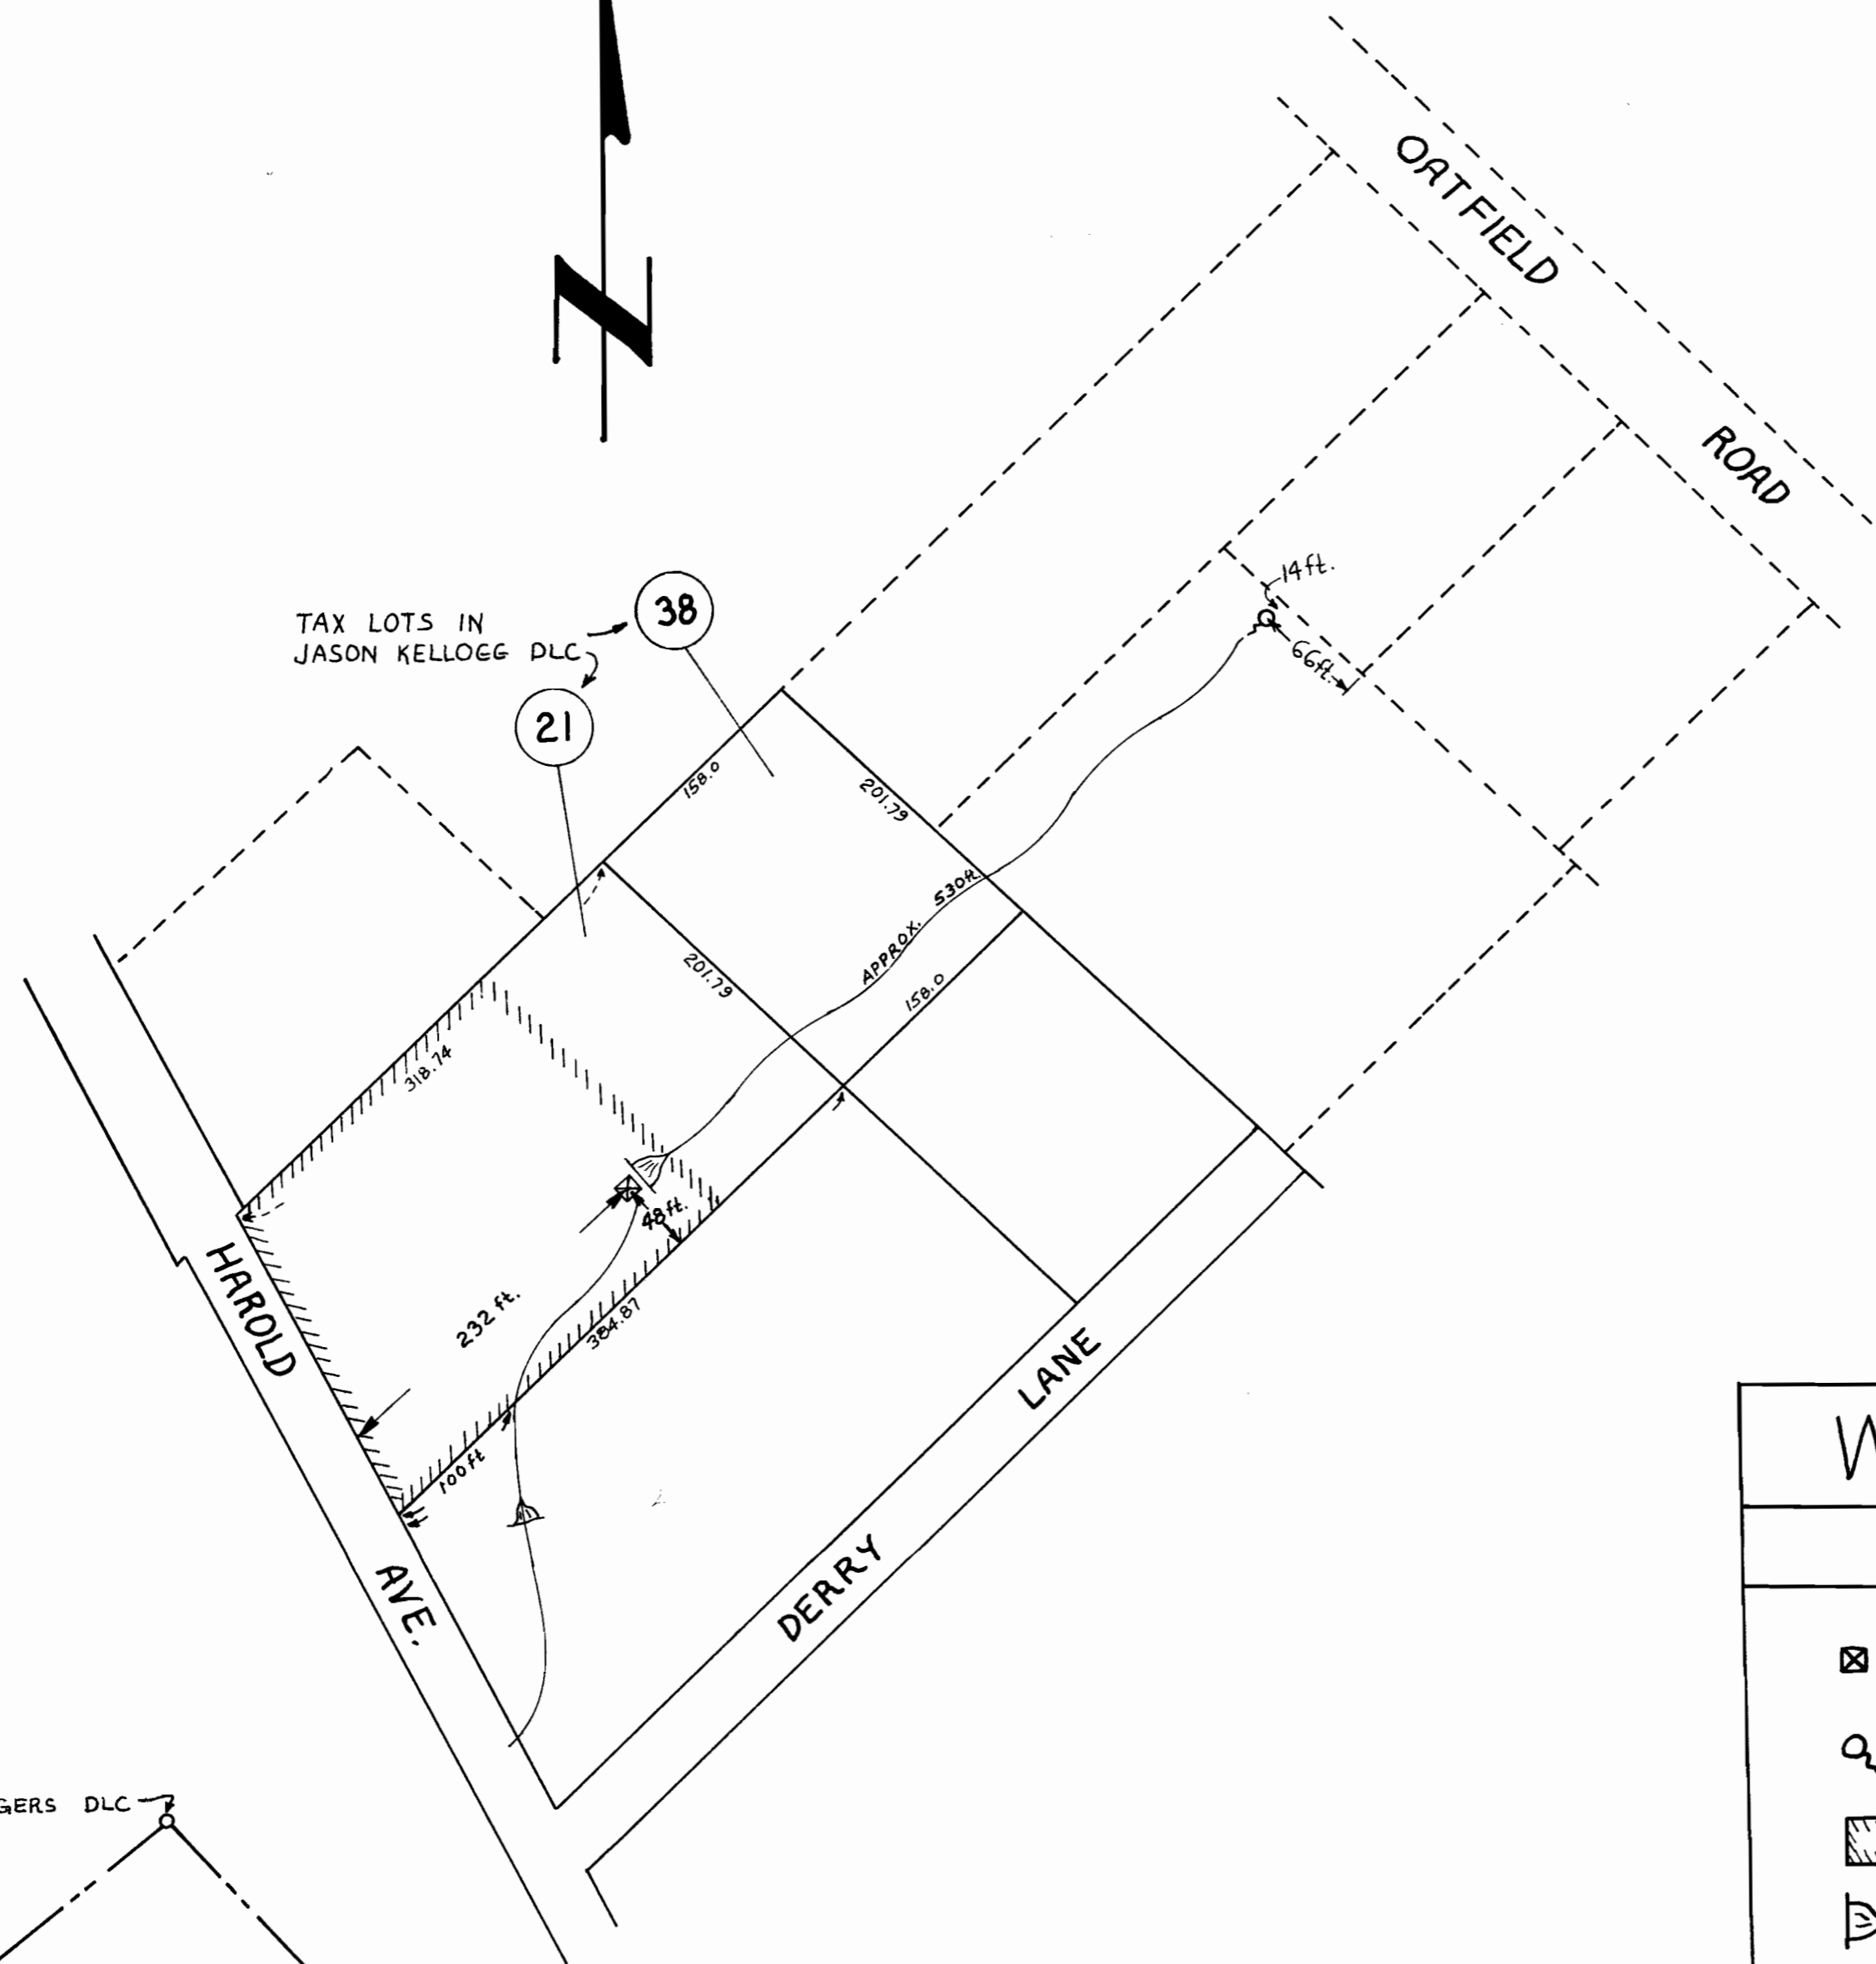 N
OATFIELD
ROAD
14ft.
66ft.
TAX LOTS IN
JASON KELLOGG DLC
38
21
158.0
201.79
APPROX. 530ft.
201.79
158.0
318.74
48ft.
232 ft.
384.87
100ft
HAROLD
AVE.
DERRY
LANE
GERS DLC